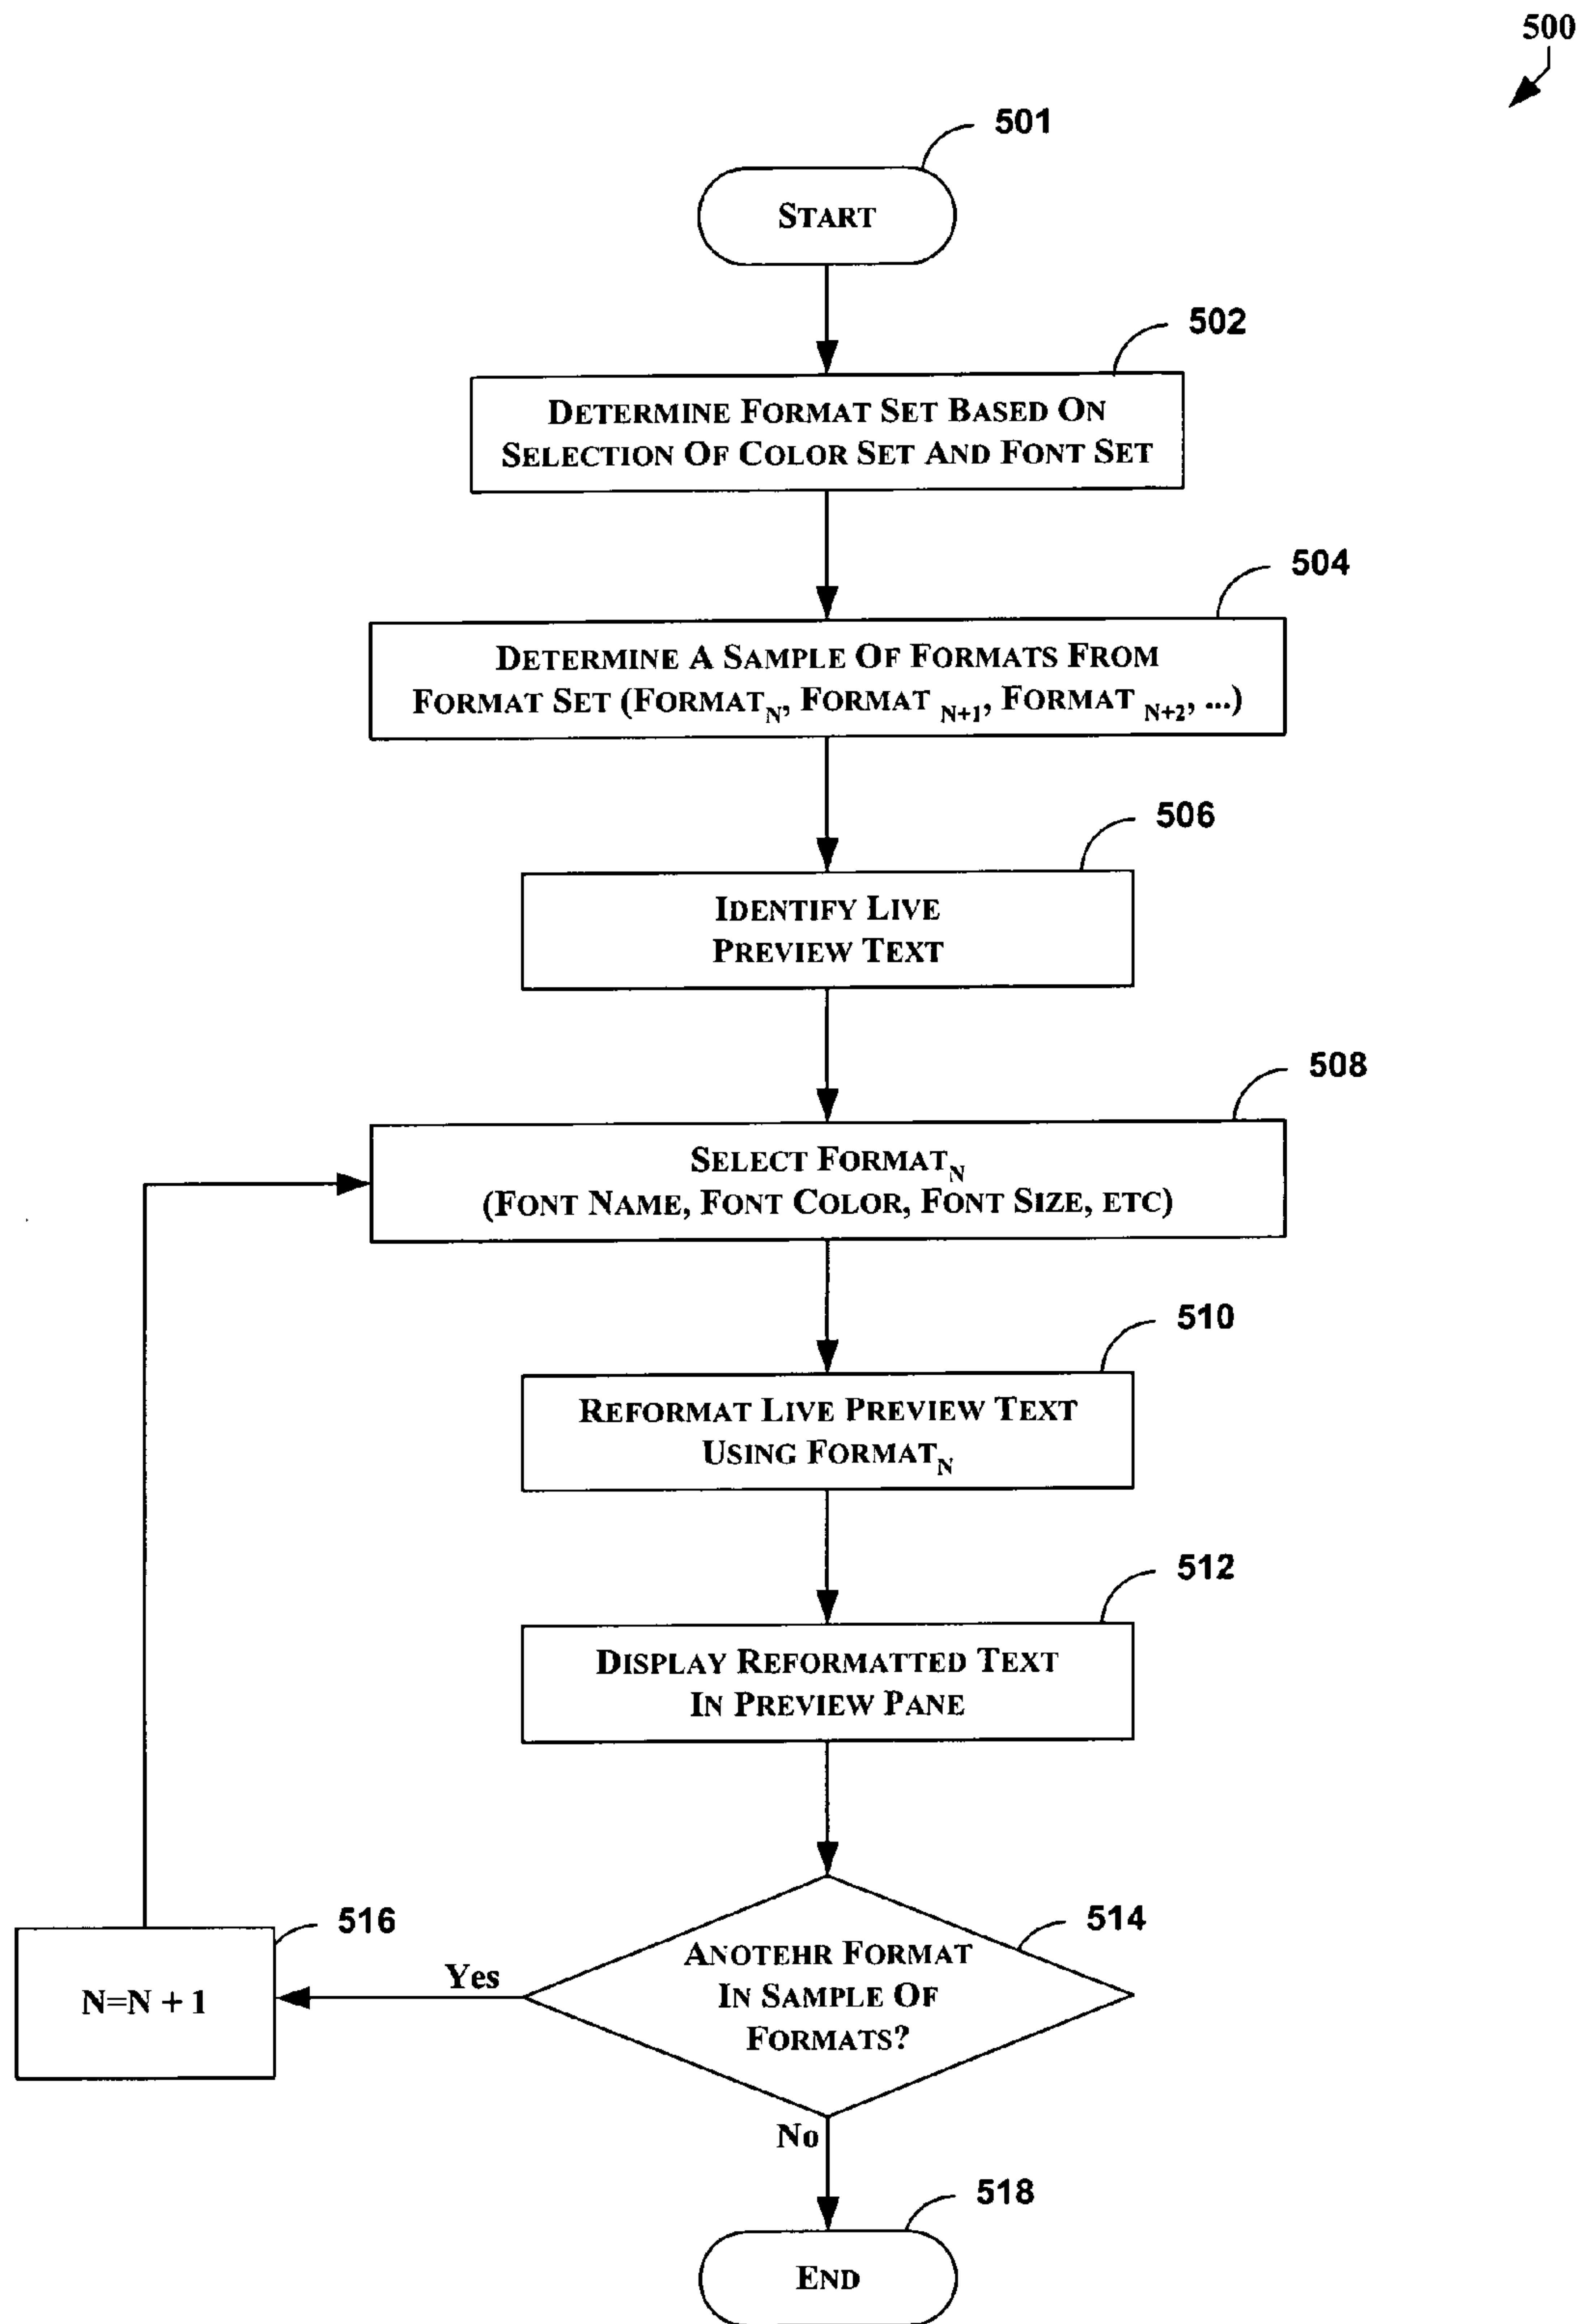 500
501
START
502
DETERMINE FORMAT SET BASED ON
SELECTION OF COLOR SET AND FONT SET
504
DETERMINE A SAMPLE OF FORMATS FROM
FORMAT SET (FORMATN, FORMAT N+1, FORMAT N+2, ...)
506
IDENTIFY LIVE
PREVIEW TEXT
508
SELECT FORMATN
(FONT NAME, FONT COLOR, FONT SIZE, ETC)
510
REFORMAT LIVE PREVIEW TEXT
USING FORMATN
512
DISPLAY REFORMATTED TEXT
IN PREVIEW PANE
514
ANOTEHR FORMAT
IN SAMPLE OF
FORMATS?
Yes
516
N=N + 1
No
518
END